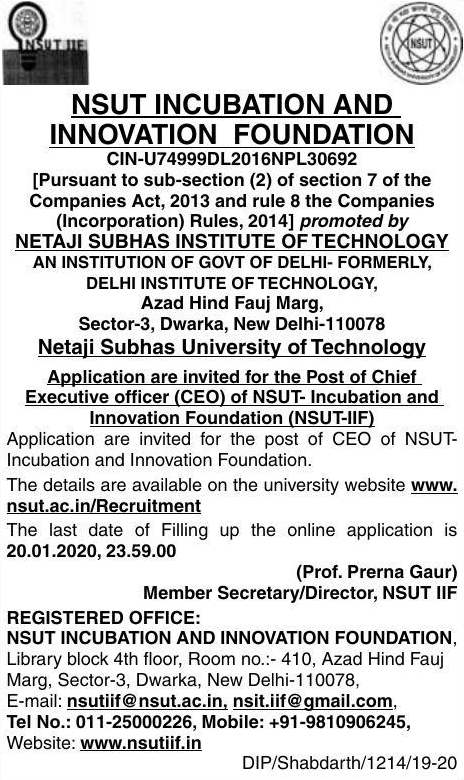 NSUT IIF
NSUT
NSUT INCUBATION AND
INNOVATION FOUNDATION
CIN-U74999DL2016NPL30692
[Pursuant to sub-section (2) of section 7 of the
Companies Act, 2013 and rule 8 the Companies
(Incorporation) Rules, 2014] promoted by
NETAJI SUBHAS INSTITUTE OF TECHNOLOGY
AN INSTITUTION OF GOVT OF DELHI- FORMERLY,
DELHI INSTITUTE OF TECHNOLOGY,
Azad Hind Fauj Marg,
Sector-3, Dwarka, New Delhi-110078
Netaji Subhas University of Technology
Application are invited for the Post of Chief
Executive officer (CEO) of NSUT- Incubation and
Innovation Foundation (NSUT-IIF)
Application are invited for the post of CEO of NSUT-
Incubation and Innovation Foundation.
The details are available on the university website www.
nsut.ac.in/Recruitment
The last date of Filling up the online application is
20.01.2020, 23.59.00
(Prof. Prerna Gaur)
Member Secretary/Director, NSUT IIF
REGISTERED OFFICE:
NSUT INCUBATION AND INNOVATION FOUNDATION,
Library block 4th floor, Room no.:- 410, Azad Hind Fauj
Marg, Sector-3, Dwarka, New Delhi-110078,
E-mail: nsutiif@nsut.ac.in, nsit.iif@gmail.com,
Tel No.: 011-25000226, Mobile: +91-9810906245,
Website: www.nsutiif.in
DIP/Shabdarth/1214/19-20